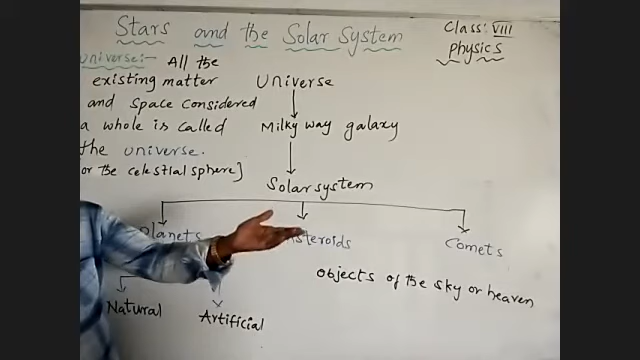 Stars and the Solar System
Class: VIII
Physics
universe:- All the
existing matter
and space considered
a whole is called
the universe.
or the celestial sphere]
Universe
Milky way galaxy
Solar system
Planets
steroids
Comets
objects of the sky or heaven
Natural
Artificial